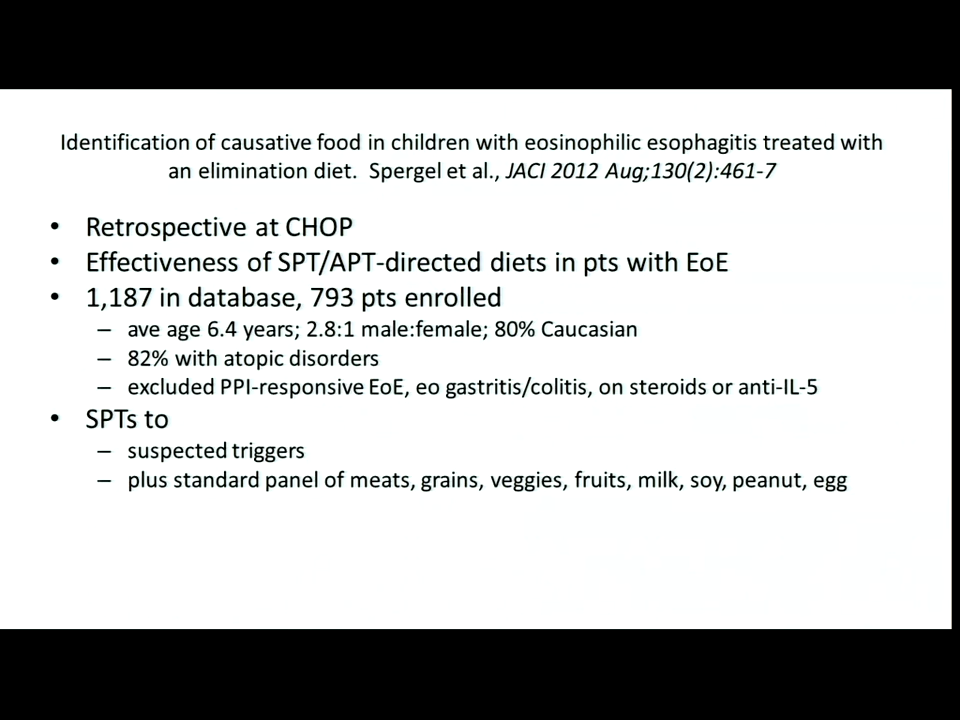 Identification of causative food in children with eosinophilic esophagitis treated with
an elimination diet. Spergel et al., JACI 2012 Aug;130(2):461-7
• Retrospective at CHOP
• Effectiveness of SPT/APT-directed diets in pts with EoE
• 1,187 in database, 793 pts enrolled
– ave age 6.4 years; 2.8:1 male:female; 80% Caucasian
– 82% with atopic disorders
– excluded PPI-responsive EoE, eo gastritis/colitis, on steroids or anti-IL-5
• SPTs to
– suspected triggers
– plus standard panel of meats, grains, veggies, fruits, milk, soy, peanut, egg